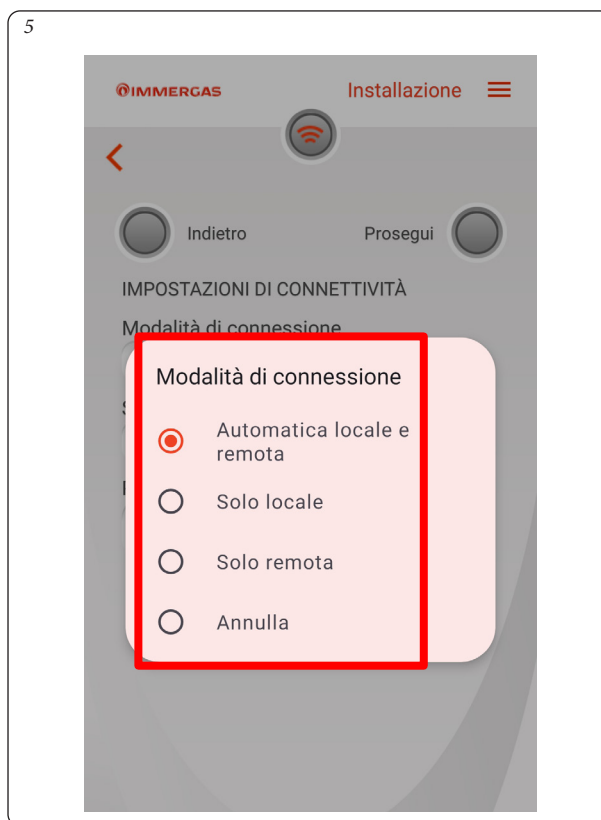 5
IMMERGAS
Installazione
Indietro
Prosegui
IMPOSTAZIONI DI CONNETTIVITÀ
Modalità di connessione
Modalità di connessione
Automatica locale e
remota
Solo locale
Solo remota
Annulla